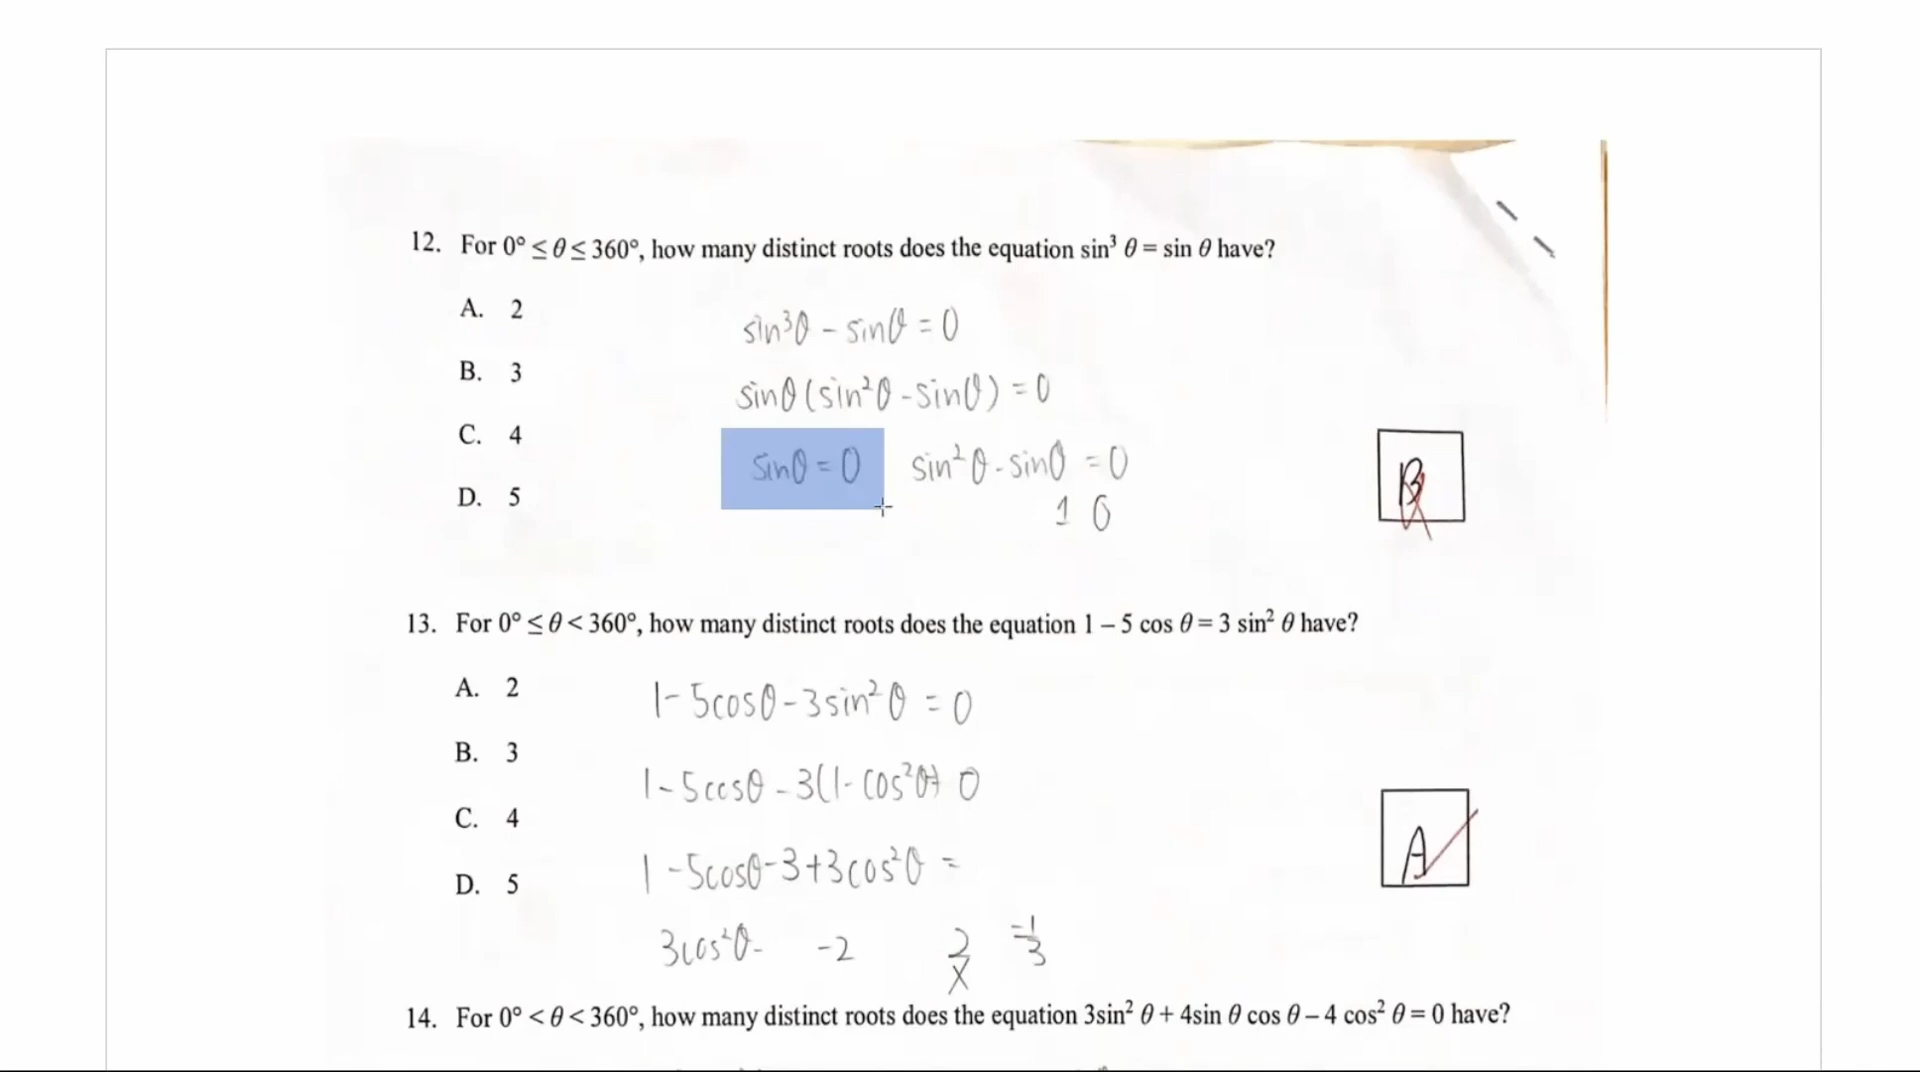 12. For 0° ≤ θ ≤ 360°, how many distinct roots does the equation sin³ θ = sin θ have?
A. 2
sin³θ - sinθ = 0
B. 3
sinθ (sin²θ - sinθ) = 0
C. 4
sinθ = 0 sin²θ - sinθ = 0
B
D. 5
1 0
13. For 0° ≤ θ < 360°, how many distinct roots does the equation 1 – 5 cos θ = 3 sin² θ have?
A. 2
1 - 5cosθ - 3sin²θ = 0
B. 3
1 - 5cosθ - 3(1 - cos²θ) 0
C. 4
A
1 - 5cosθ - 3 + 3cos²θ =
D. 5
3cos²θ - -2 2 -1/3
X
14. For 0° < θ < 360°, how many distinct roots does the equation 3sin² θ + 4sin θ cos θ – 4 cos² θ = 0 have?